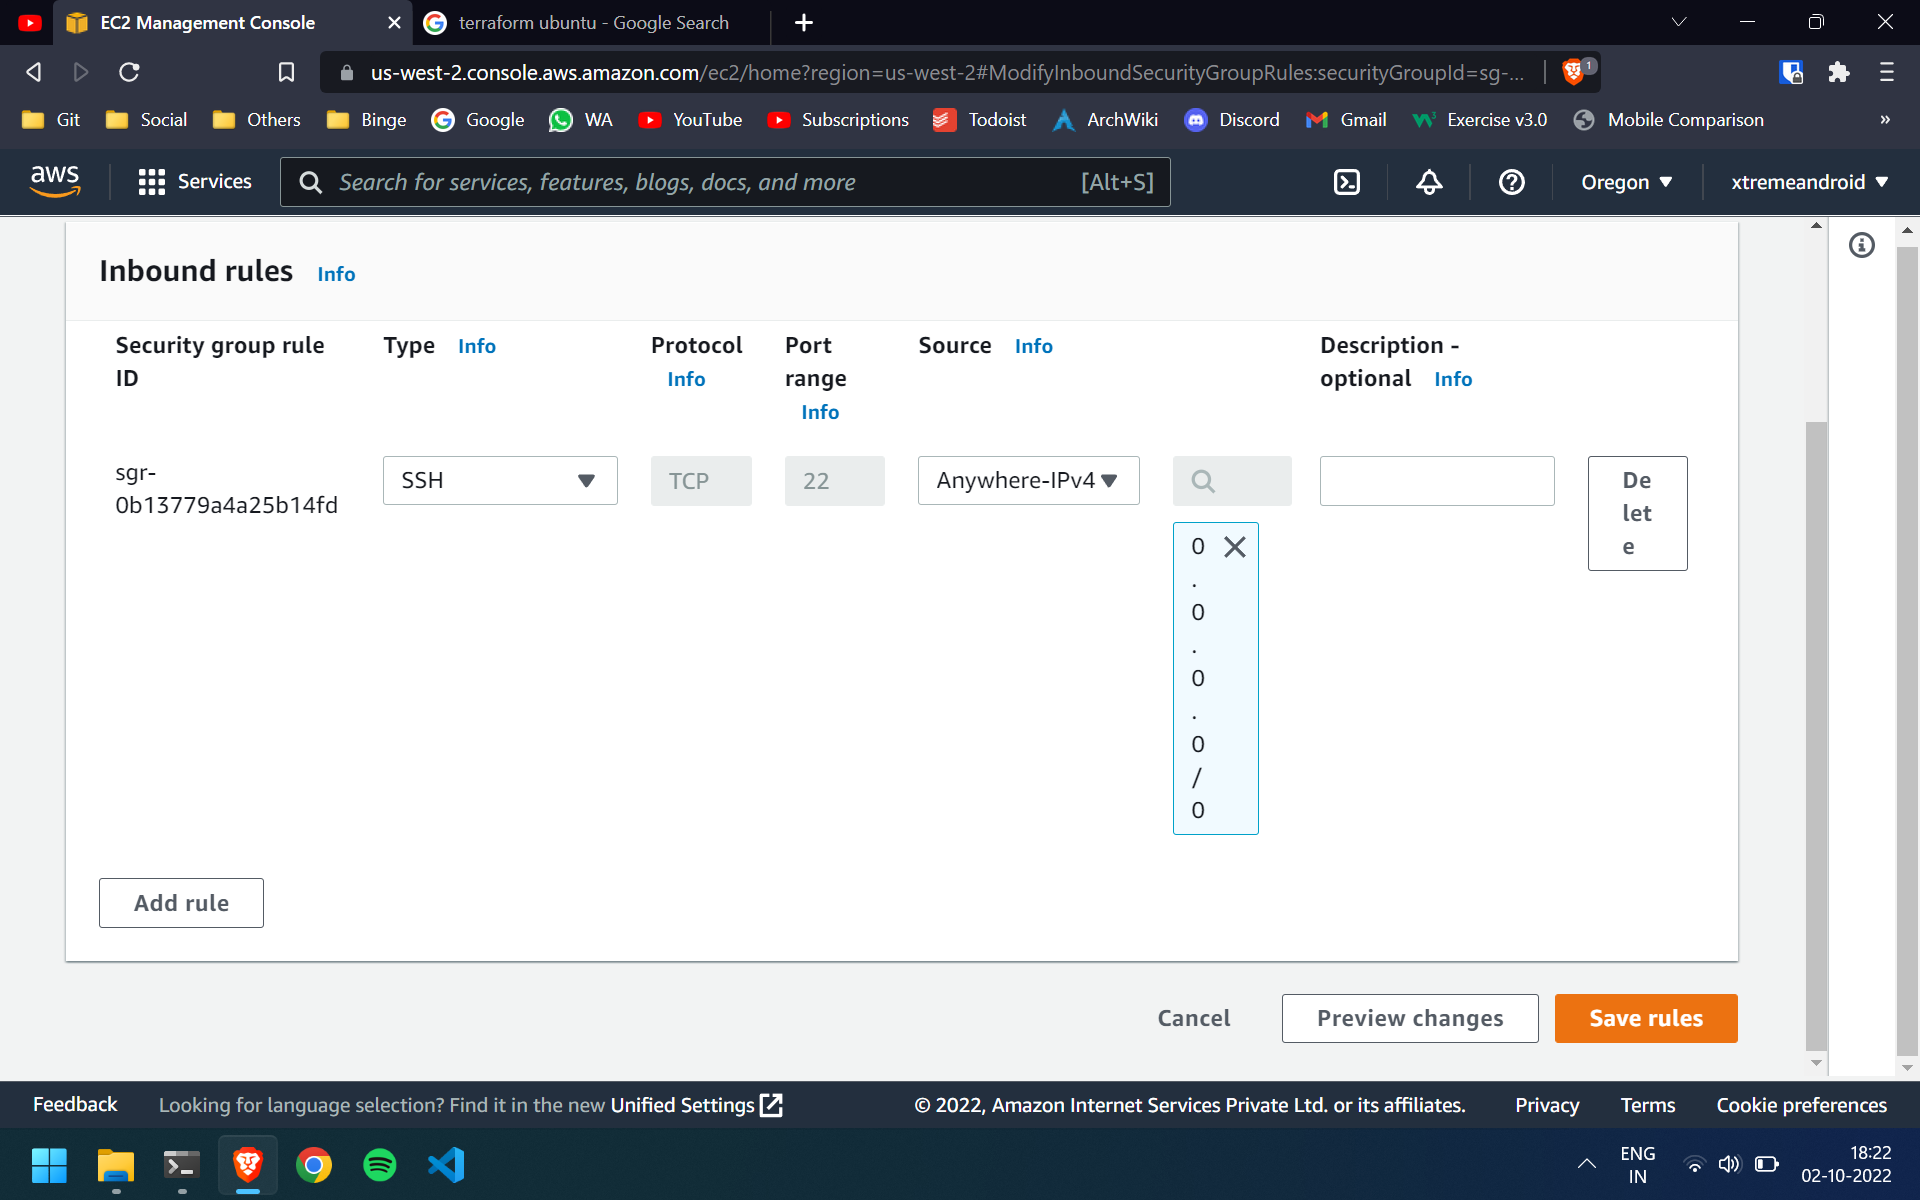 EC2 Management Console
terraform ubuntu - Google Search
us-west-2.console.aws.amazon.com/ec2/home?region=us-west-2#ModifyInboundSecurityGroupRules:securityGroupId=sg-...
1
Git Social Others Binge Google WA YouTube Subscriptions Todoist ArchWiki Discord Gmail Exercise v3.0 Mobile Comparison »
aws Services Search for services, features, blogs, docs, and more [Alt+S] Oregon xtremeandroid
Inbound rules Info
Security group rule
ID
Type Info
Protocol
Info
Port
range
Info
Source Info
Description -
optional Info
sgr-
0b13779a4a25b14fd
SSH
TCP
22
Anywhere-IPv4
0
.
0
.
0
.
0
/
0
De
let
e
Add rule
Cancel
Preview changes
Save rules
Feedback Looking for language selection? Find it in the new Unified Settings © 2022, Amazon Internet Services Private Ltd. or its affiliates. Privacy Terms Cookie preferences
ENG
IN
18:22
02-10-2022